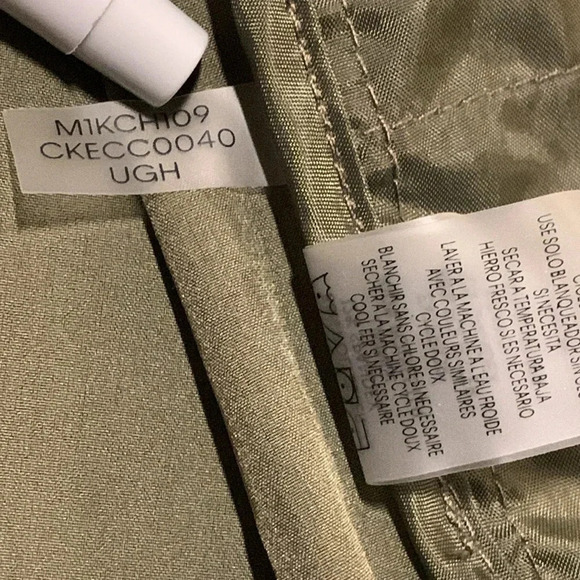 M1KCH109
CKECC0040
UGH
USE SOLO BLANQUEADOR
SI NECESITA
SECAR A TEMPERATURA BAJA
HIERRO FRESCO SI ES NECESARIO
LAVER A LA MACHINE A L'EAU FROIDE
AVEC COULEURS SIMILAIRES
CYCLE DOUX
BLANCHIR SANS CHLORE SI NECESSAIRE
SECHER A LA MACHINE CYCLE DOUX
COOL FER SI NECESSAIRE